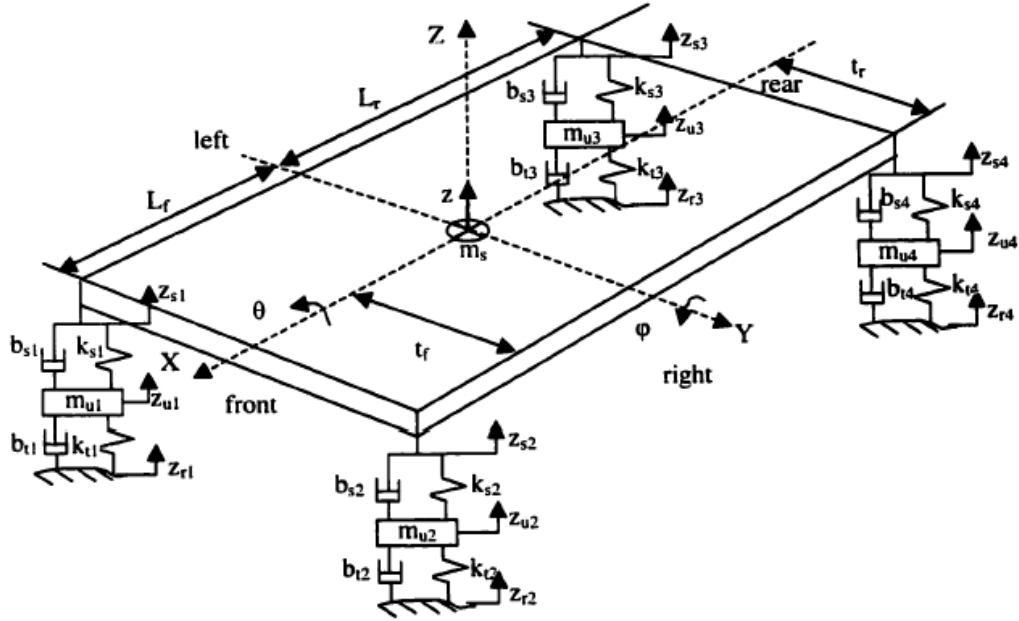 Z
z_s3
t_r
rear
b_s3
k_s3
L_r
m_u3
z_u3
left
b_t3
k_t3
z_r3
z_s4
b_s4
k_s4
L_f
z
m_s
m_u4
z_u4
b_t4
k_t4
z_r4
z_s1
θ
φ
Y
b_s1
k_s1
X
t_f
right
m_u1
z_u1
front
b_t1
k_t1
z_r1
z_s2
b_s2
k_s2
m_u2
z_u2
b_t2
k_t2
z_r2